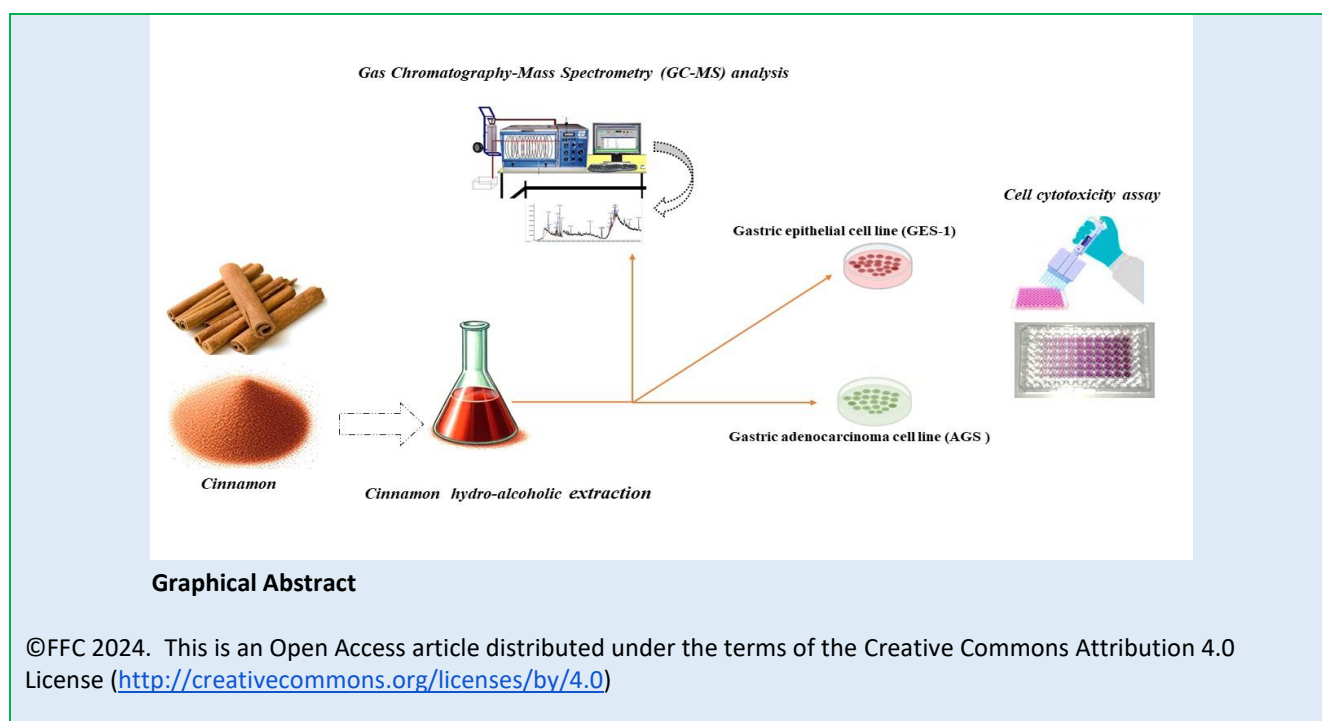 Gas Chromatography-Mass Spectrometry (GC-MS) analysis
Cell cytotoxicity assay
Gastric epithelial cell line (GES-1)
Gastric adenocarcinoma cell line (AGS )
Cinnamon
Cinnamon hydro-alcoholic extraction
Graphical Abstract
©FFC 2024. This is an Open Access article distributed under the terms of the Creative Commons Attribution 4.0
License (http://creativecommons.org/licenses/by/4.0)